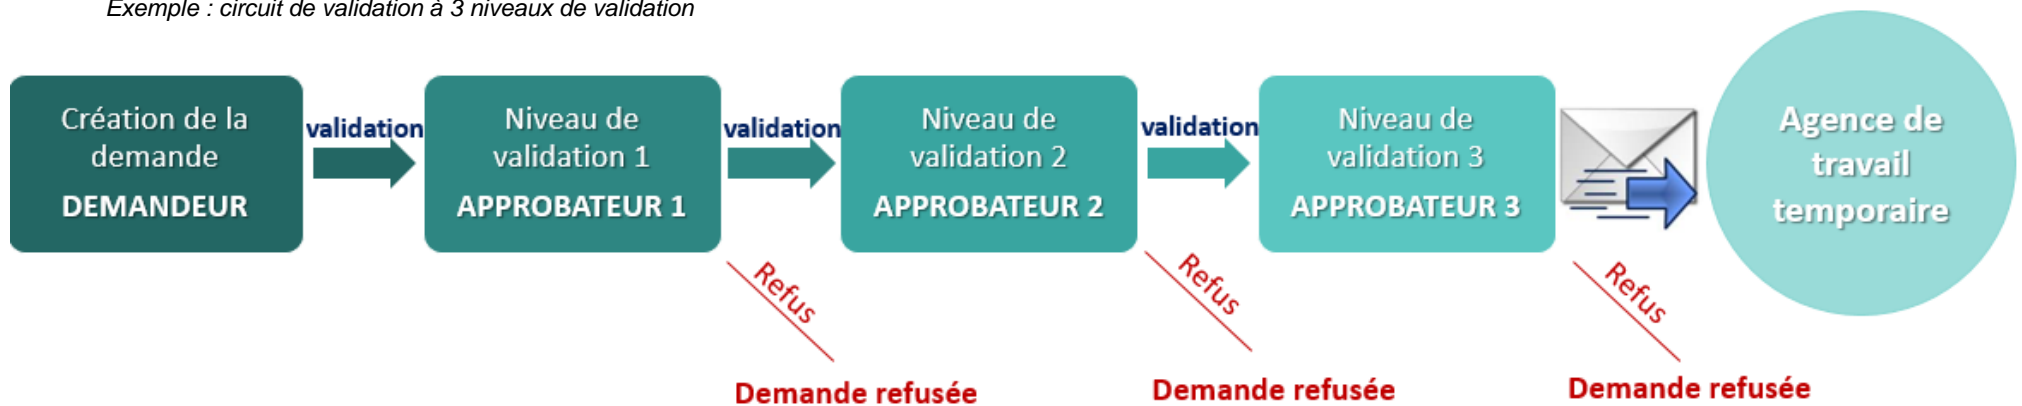 Exemple : circuit de validation à 3 niveaux de validation
Création de la
demande
DEMANDEUR
validation
Niveau de
validation 1
APPROBATEUR 1
validation
Niveau de
validation 2
APPROBATEUR 2
validation
Niveau de
validation 3
APPROBATEUR 3
Agence de
travail
temporaire
Refus
Demande refusée
Refus
Demande refusée
Refus
Demande refusée